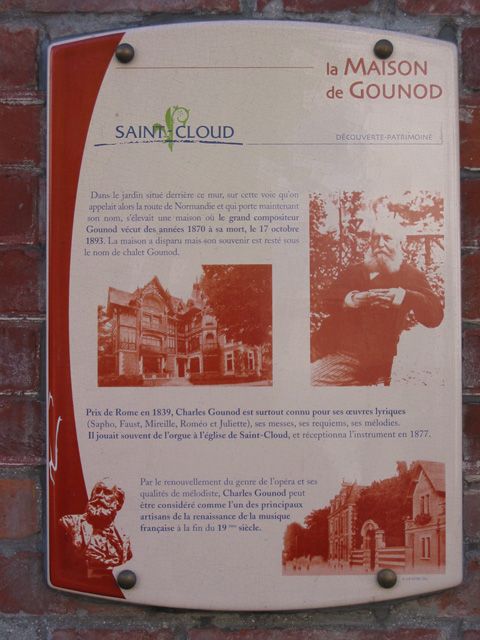 la MAISON
de GOUNOD
SAINT-CLOUD
DÉCOUVERTE-PATRIMOINE
Dans le jardin situé derrière ce mur, sur cette voie qu'on
appelait alors la route de Normandie et qui porte maintenant
son nom, s'élevait une maison où le grand compositeur
Gounod vécut des années 1870 à sa mort, le 17 octobre
1893. La maison a disparu mais son souvenir est resté sous
le nom de chalet Gounod.
Prix de Rome en 1839, Charles Gounod est surtout connu pour ses œuvres lyriques
(Sapho, Faust, Mireille, Roméo et Juliette), ses messes, ses requiems, ses mélodies.
Il jouait souvent de l'orgue à l'église de Saint-Cloud, et réceptionna l'instrument en 1877.
Par le renouvellement du genre de l'opéra et ses
qualités de mélodiste, Charles Gounod peut
être considéré comme l'un des principaux
artisans de la renaissance de la musique
française à la fin du 19ème siècle.